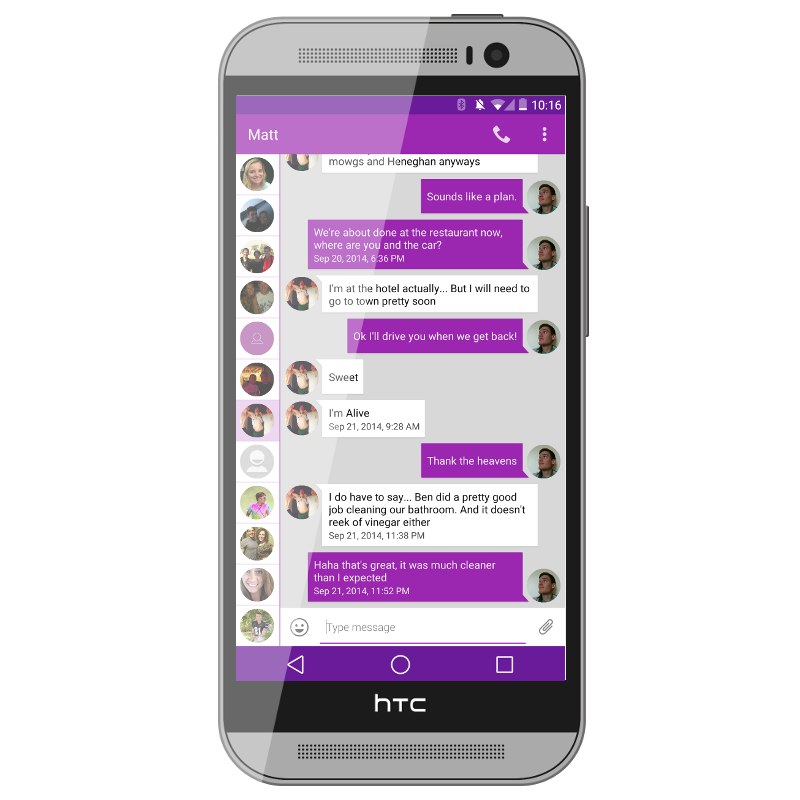 10:16
Matt
mowgs and Heneghan anyways
Sounds like a plan.
We're about done at the restaurant now,
where are you and the car?
Sep 20, 2014, 6:36 PM
I'm at the hotel actually... But I will need to
go to town pretty soon
Ok I'll drive you when we get back!
Sweet
I'm Alive
Sep 21, 2014, 9:28 AM
Thank the heavens
I do have to say... Ben did a pretty good
job cleaning our bathroom. And it doesn't
reek of vinegar either
Sep 21, 2014, 11:38 PM
Haha that's great, it was much cleaner
than I expected
Sep 21, 2014, 11:52 PM
Type message
hTC